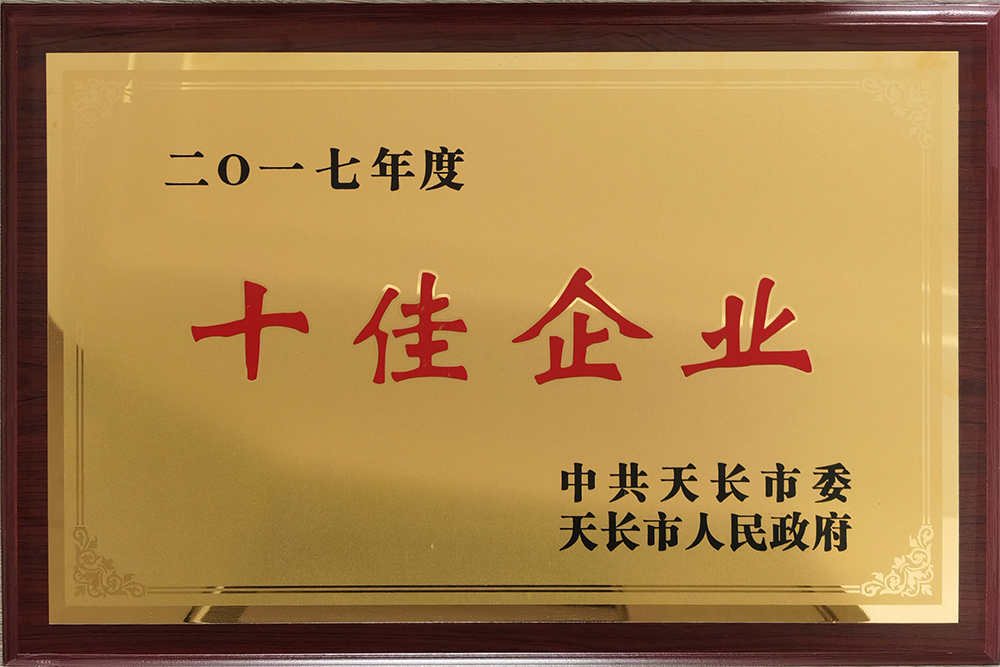 二O一七年度
十佳企业
中共天长市委
天长市人民政府